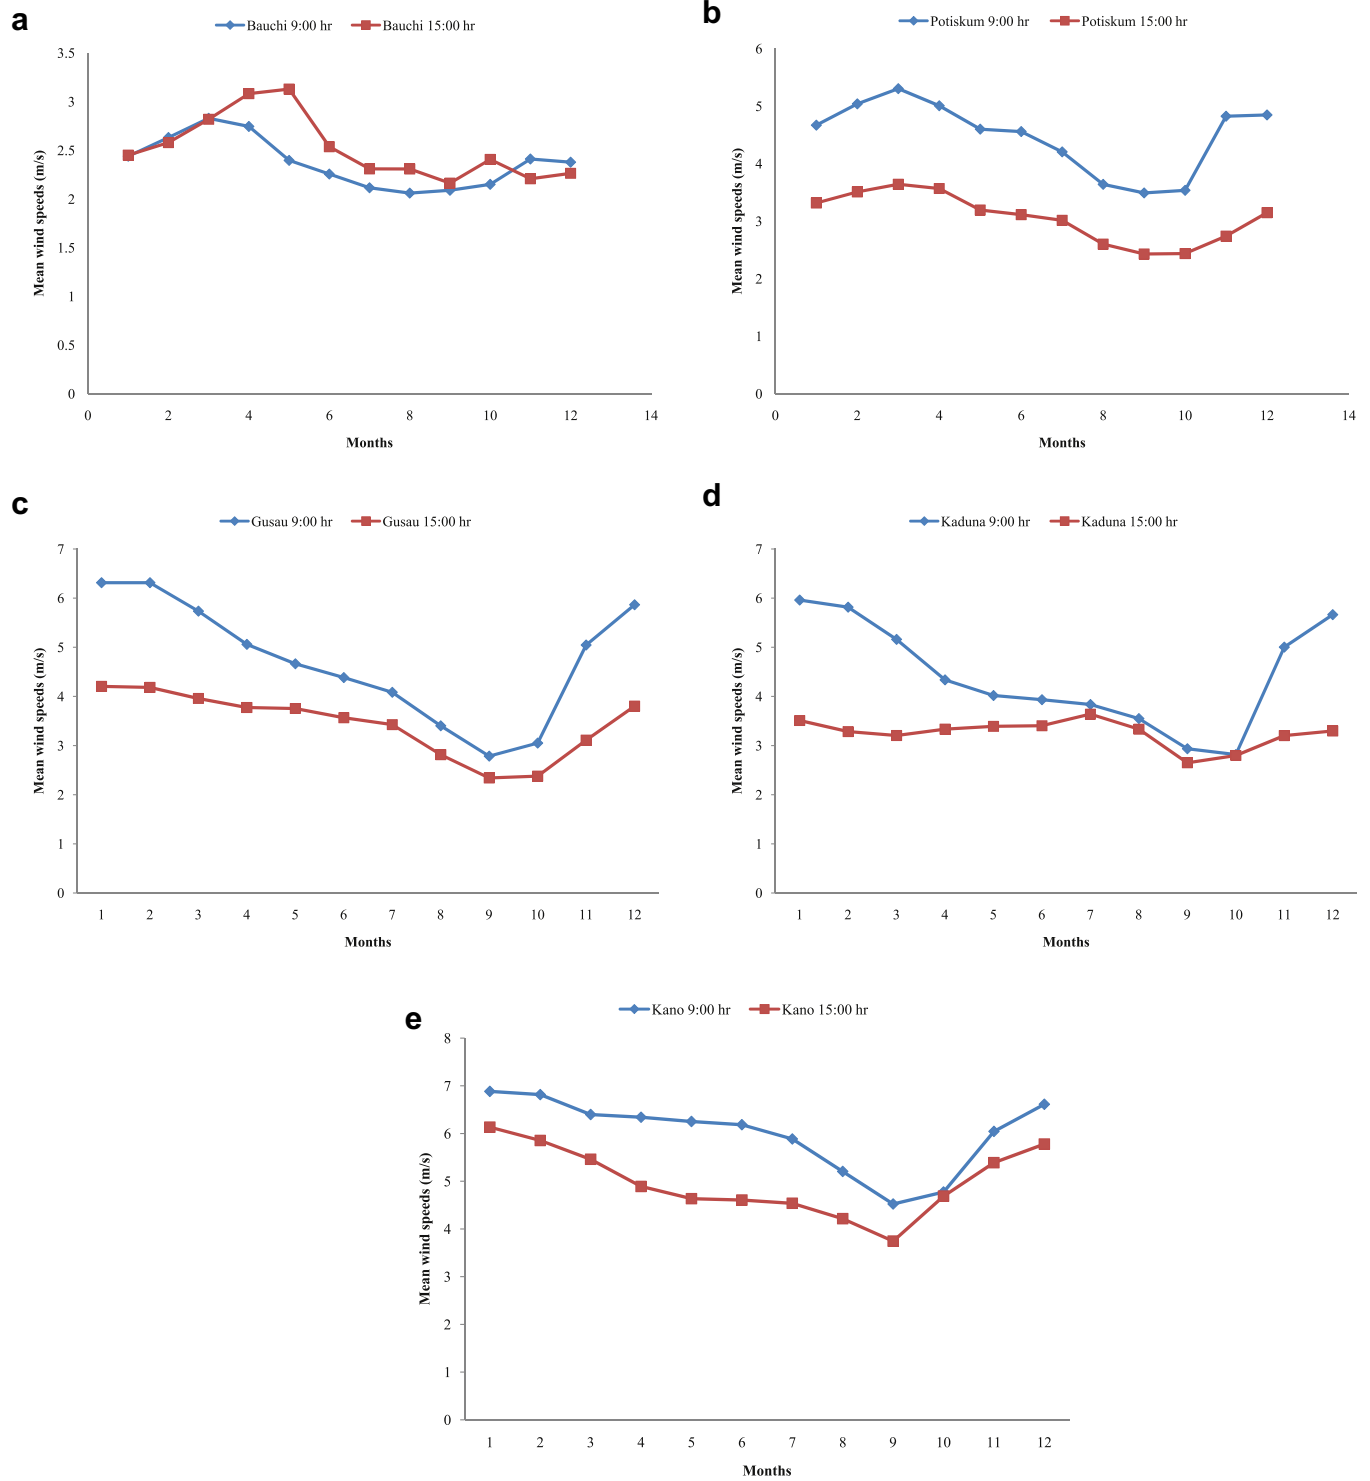 a
Bauchi 9:00 hr Bauchi 15:00 hr
3.5
3
2.5
2
1.5
1
0.5
0
Mean wind speeds (m/s)
0 2 4 6 8 10 12 14
Months
b
Potiskum 9:00 hr Potiskum 15:00 hr
6
5
4
3
2
1
0
Mean wind speeds (m/s)
0 2 4 6 8 10 12 14
Months
c
Gusau 9:00 hr Gusau 15:00 hr
7
6
5
4
3
2
1
0
Mean wind speeds (m/s)
1 2 3 4 5 6 7 8 9 10 11 12
Months
d
Kaduna 9:00 hr Kaduna 15:00 hr
7
6
5
4
3
2
1
0
Mean wind speeds (m/s)
1 2 3 4 5 6 7 8 9 10 11 12
Months
e
Kano 9:00 hr Kano 15:00 hr
8
7
6
5
4
3
2
1
0
Mean wind speeds (m/s)
1 2 3 4 5 6 7 8 9 10 11 12
Months